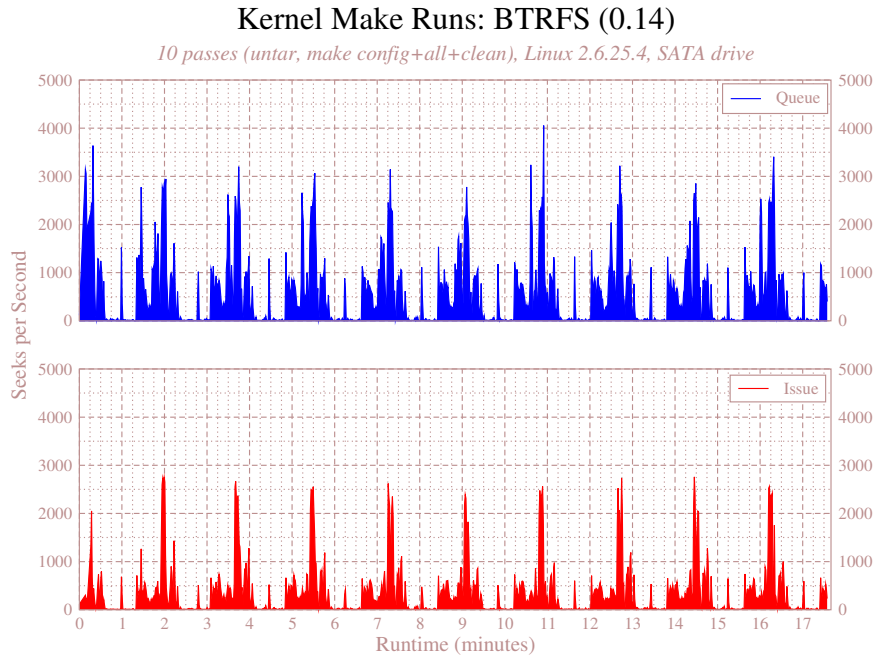 Kernel Make Runs: BTRFS (0.14)
10 passes (untar, make config+all+clean), Linux 2.6.25.4, SATA drive
5000 5000
Queue
4000 4000
3000 3000
2000 2000
1000 1000
0 0
Seeks per Second
5000 5000
Issue
4000 4000
3000 3000
2000 2000
1000 1000
0 0
0 1 2 3 4 5 6 7 8 9 10 11 12 13 14 15 16 17
Runtime (minutes)